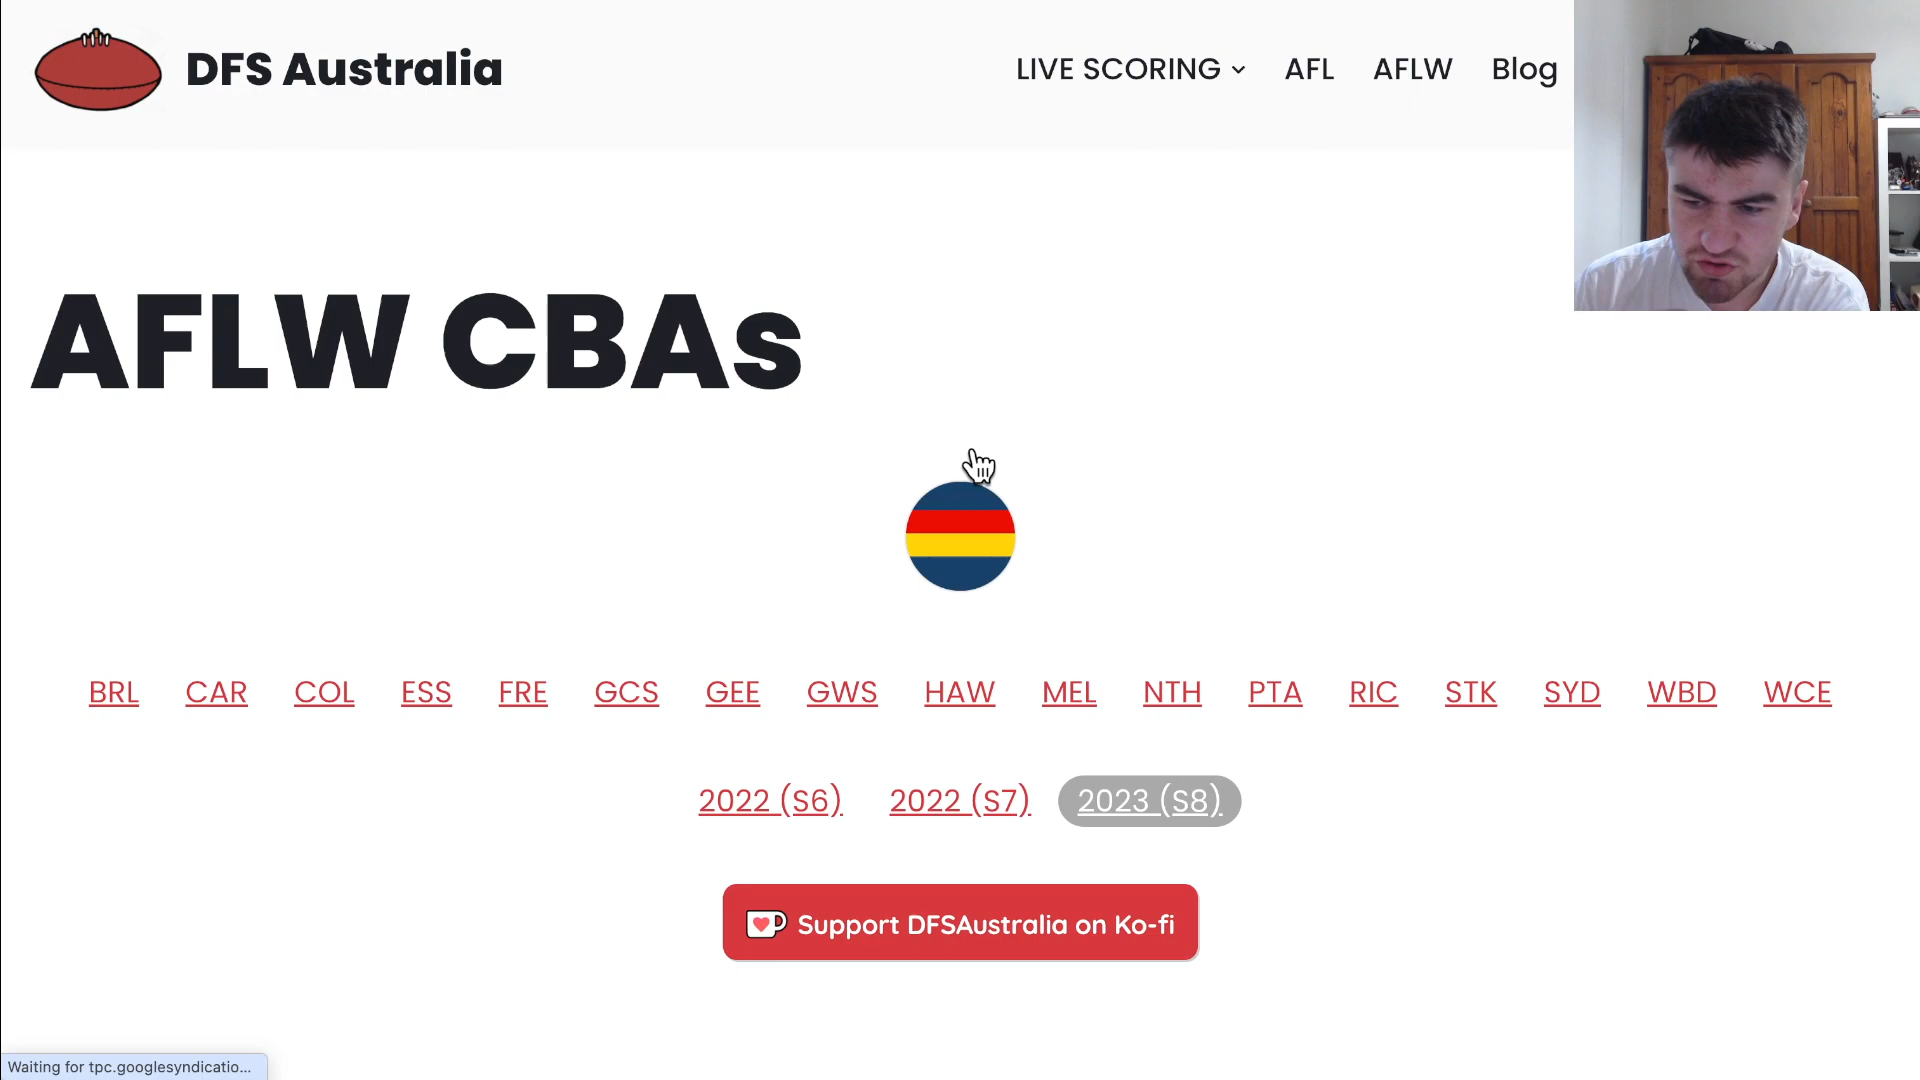 DFS Australia
LIVE SCORING AFL AFLW Blog
AFLW CBAs
BRL CAR COL ESS FRE GCS GEE GWS HAW MEL NTH PTA RIC STK SYD WBD WCE
2022 (S6) 2022 (S7) 2023 (S8)
Support DFSAustralia on Ko-fi
Waiting for tpc.googlesyndicatio...